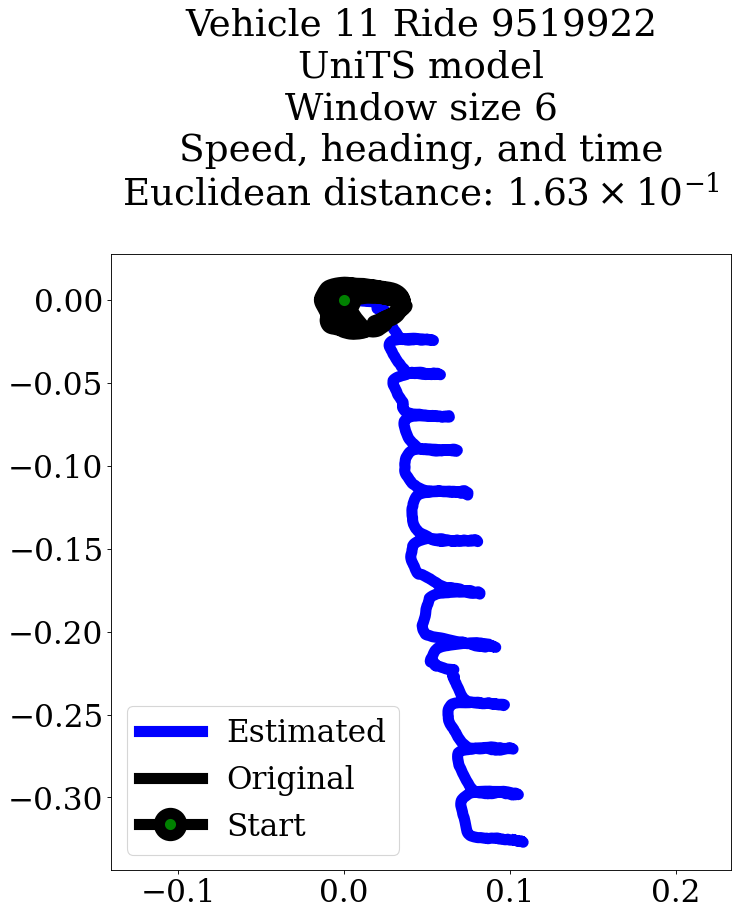 Vehicle 11 Ride 9519922
UniTS model
Window size 6
Speed, heading, and time
Euclidean distance: 1.63 × 10⁻¹
0.00
−0.05
−0.10
−0.15
−0.20
−0.25
−0.30
Estimated
Original
Start
−0.1
0.0
0.1
0.2